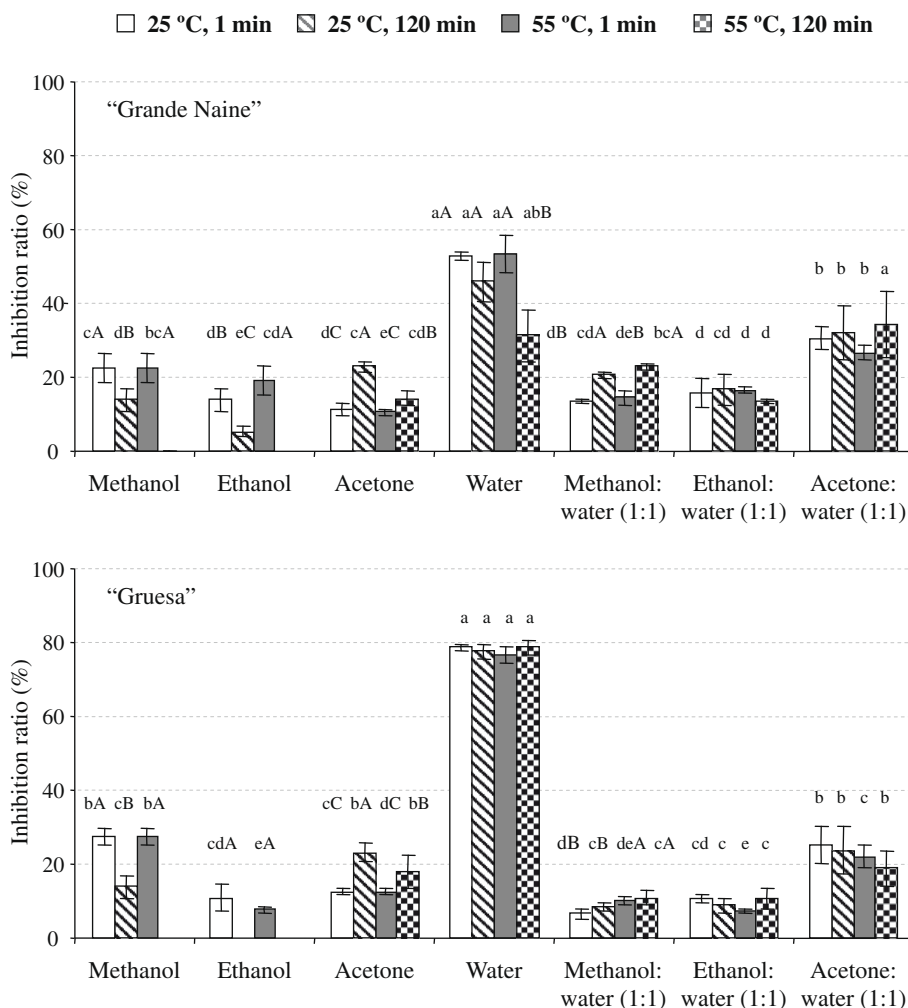 25 ºC, 1 min 25 ºC, 120 min 55 ºC, 1 min 55 ºC, 120 min
100
“Grande Naine”
80
60
40
20
0
Inhibition ratio (%)
aA aA aA abB
cA dB bcA dB eC cdA dC cA eC cdB dB cdA deB bcA d cd d d b b b a
Methanol Ethanol Acetone Water Methanol: Ethanol: Acetone:
water (1:1) water (1:1) water (1:1)
100
“Gruesa”
80
60
40
20
0
Inhibition ratio (%)
a a a a
bA cB bA cdA eA cC bA dC bB dB cB deA cA cd c e c b b c b
Methanol Ethanol Acetone Water Methanol: Ethanol: Acetone:
water (1:1) water (1:1) water (1:1)